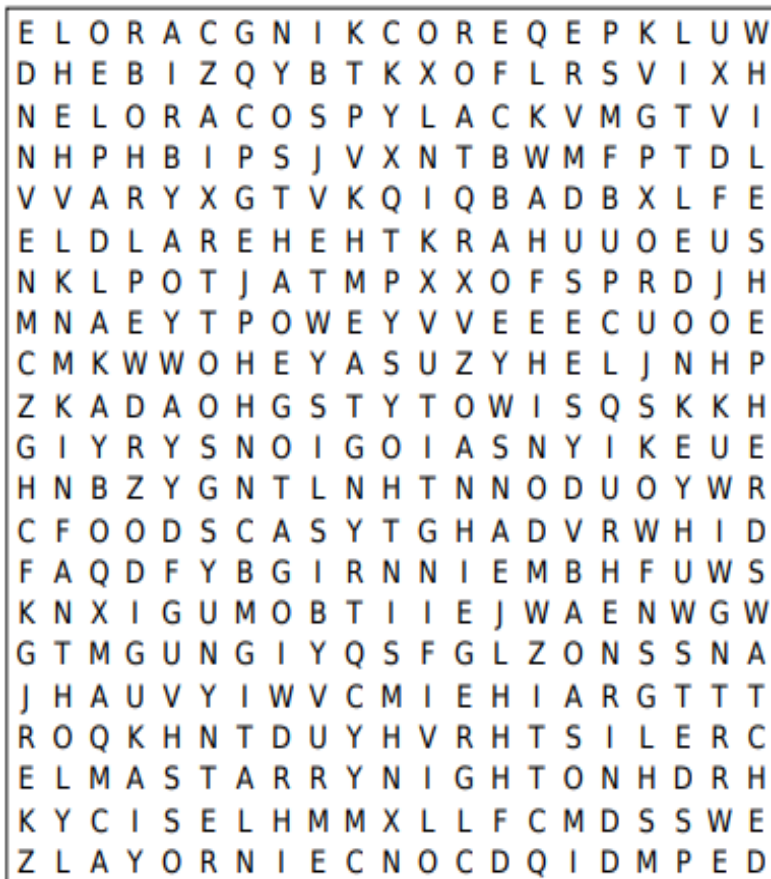 E L O R A C G N I K C O R E Q E P K L U W
D H E B I Z Q Y B T K X O F L R S V I X H
N E L O R A C O S P Y L A C K V M G T V I
N H P H B I P S J V X N T B W M F P T D L
V V A R Y X G T V K Q I Q B A D B X L F E
E L D L A R E H E H T K R A H U U O E U S
N K L P O T J A T M P X X O F S P R D J H
M N A E Y T P O W E Y V V E E E C U O O E
C M K W W O H E Y A S U Z Y H E L J N H P
Z K A D A O H G S T Y T O W I S Q S K K H
G I Y R Y S N O I G O I A S N Y I K E U E
H N B Z Y G N T L N H T N N O D U O Y W R
C F O O D S C A S Y T G H A D V R W H I D
F A Q D F Y B G I R N N I E M B H F U W S
K N X I G U M O B T I I E J W A E N W G W
G T M G U N G I Y Q S F G L Z O N S S N A
J H A U V Y I W V C M I E H I A R G T T T
R O Q K H N T D U Y H V R H T S I L E R C
E L M A S T A R R Y N I G H T O N H D R H
K Y C I S E L H M M X L L F C M D S S W E
Z L A Y O R N I E C N O C D Q I D M P E D